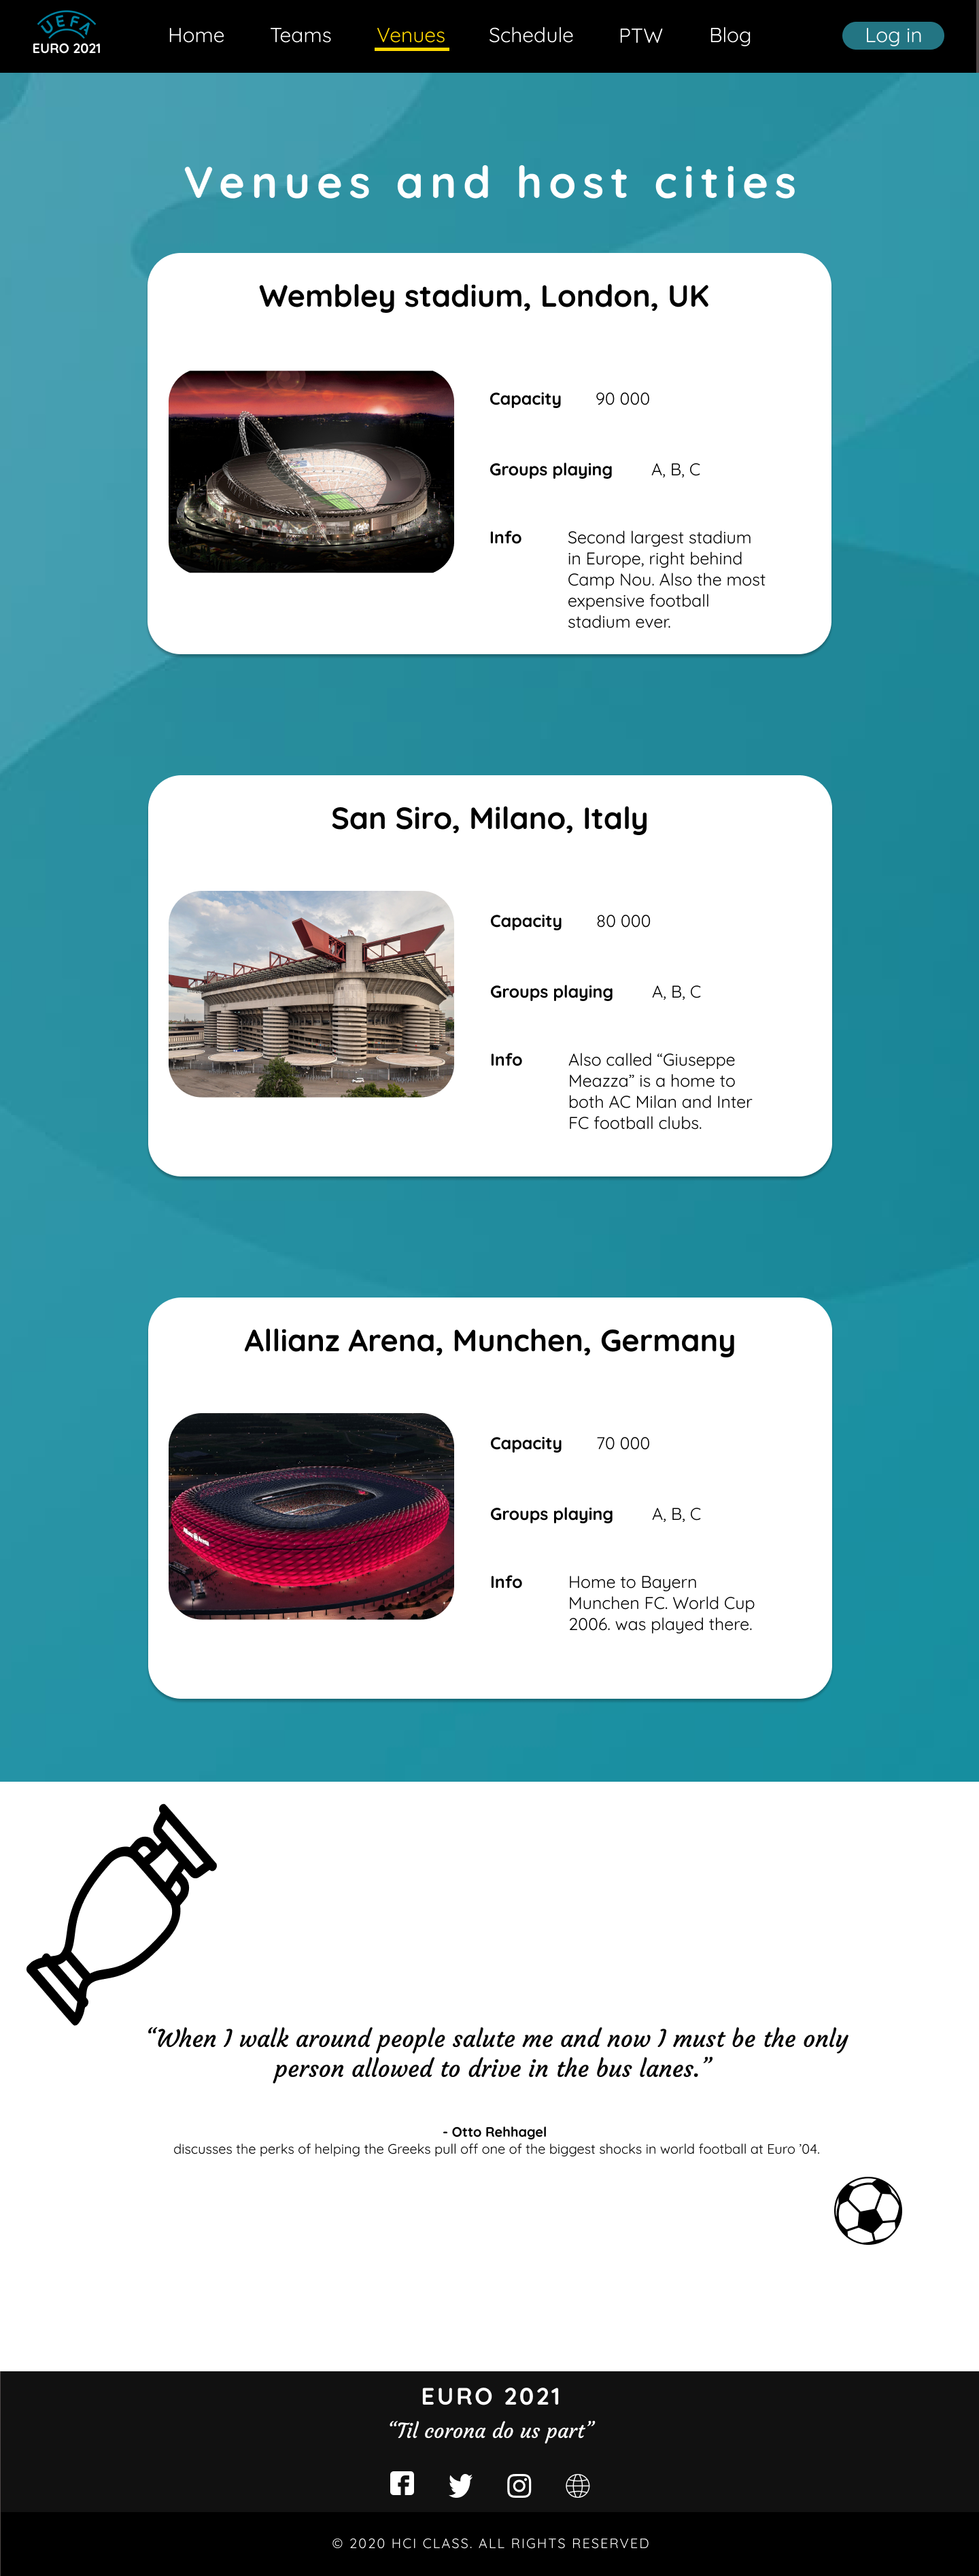 UEFA
EURO 2021
Home
Teams
Venues
Schedule
PTW
Blog
Log in
Venues and host cities
Wembley stadium, London, UK
Capacity 90 000
Groups playing A, B, C
Info Second largest stadium
in Europe, right behind
Camp Nou. Also the most
expensive football
stadium ever.
San Siro, Milano, Italy
Capacity 80 000
Groups playing A, B, C
Info Also called “Giuseppe
Meazza” is a home to
both AC Milan and Inter
FC football clubs.
Allianz Arena, Munchen, Germany
Allianz Arena
Capacity 70 000
Groups playing A, B, C
Info Home to Bayern
Munchen FC. World Cup
2006. was played there.
“When I walk around people salute me and now I must be the only
person allowed to drive in the bus lanes.”
- Otto Rehhagel
discusses the perks of helping the Greeks pull off one of the biggest shocks in world football at Euro ’04.
EURO 2021
“Til corona do us part”
© 2020 HCI CLASS. ALL RIGHTS RESERVED